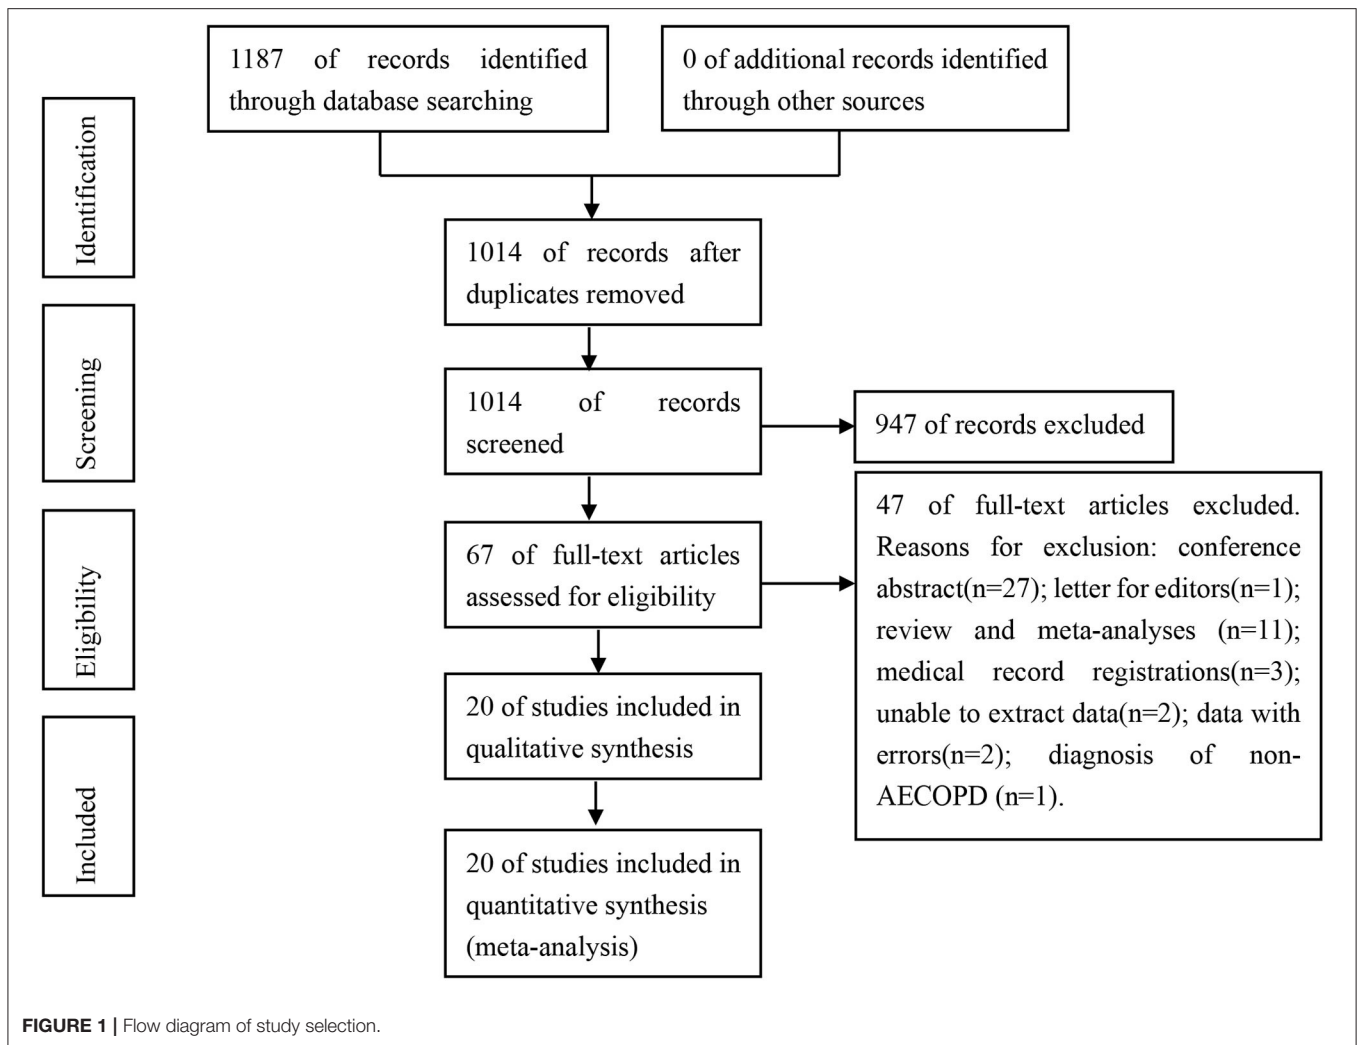 1187 of records identified
through database searching
0 of additional records identified
through other sources
Identification
1014 of records after
duplicates removed
Screening
1014 of records
screened
947 of records excluded
Eligibility
67 of full-text articles
assessed for eligibility
47 of full-text articles excluded.
Reasons for exclusion: conference
abstract(n=27); letter for editors(n=1);
review and meta-analyses (n=11);
medical record registrations(n=3);
unable to extract data(n=2); data with
errors(n=2); diagnosis of non-
AECOPD (n=1).
20 of studies included in
qualitative synthesis
Included
20 of studies included in
quantitative synthesis
(meta-analysis)
FIGURE 1 | Flow diagram of study selection.